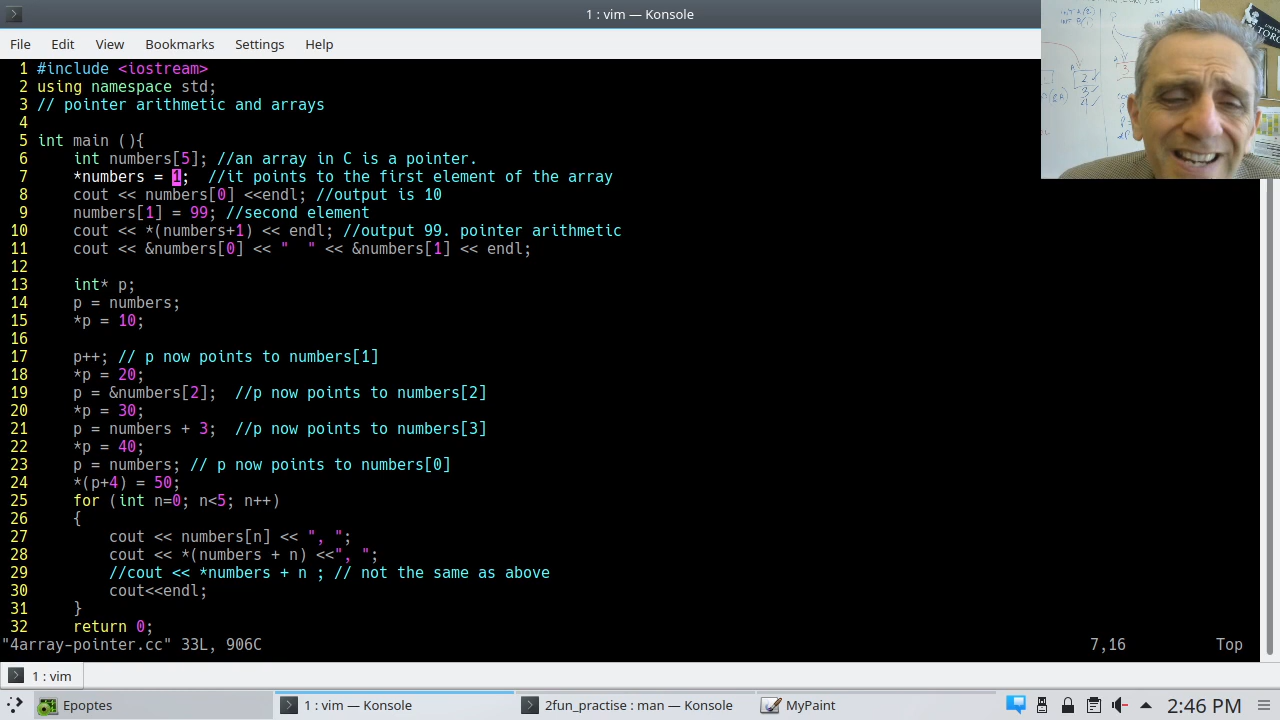 1 : vim — Konsole
File Edit View Bookmarks Settings Help
1 #include <iostream>
2 using namespace std;
3 // pointer arithmetic and arrays
4
5 int main (){
6     int numbers[5]; //an array in C is a pointer.
7     *numbers = 1;  //it points to the first element of the array
8     cout << numbers[0] <<endl; //output is 10
9     numbers[1] = 99; //second element
10     cout << *(numbers+1) << endl; //output 99. pointer arithmetic
11     cout << &numbers[0] << "  " << &numbers[1] << endl;
12
13     int* p;
14     p = numbers;
15     *p = 10;
16
17     p++; // p now points to numbers[1]
18     *p = 20;
19     p = &numbers[2];  //p now points to numbers[2]
20     *p = 30;
21     p = numbers + 3;  //p now points to numbers[3]
22     *p = 40;
23     p = numbers; // p now points to numbers[0]
24     *(p+4) = 50;
25     for (int n=0; n<5; n++)
26     {
27         cout << numbers[n] << ", ";
28         cout << *(numbers + n) <<", ";
29         //cout << *numbers + n ; // not the same as above
30         cout<<endl;
31     }
32     return 0;
"4array-pointer.cc" 33L, 906C 7,16 Top
1 : vim
Epoptes 1 : vim — Konsole 2fun_practise : man — Konsole MyPaint 2:46 PM